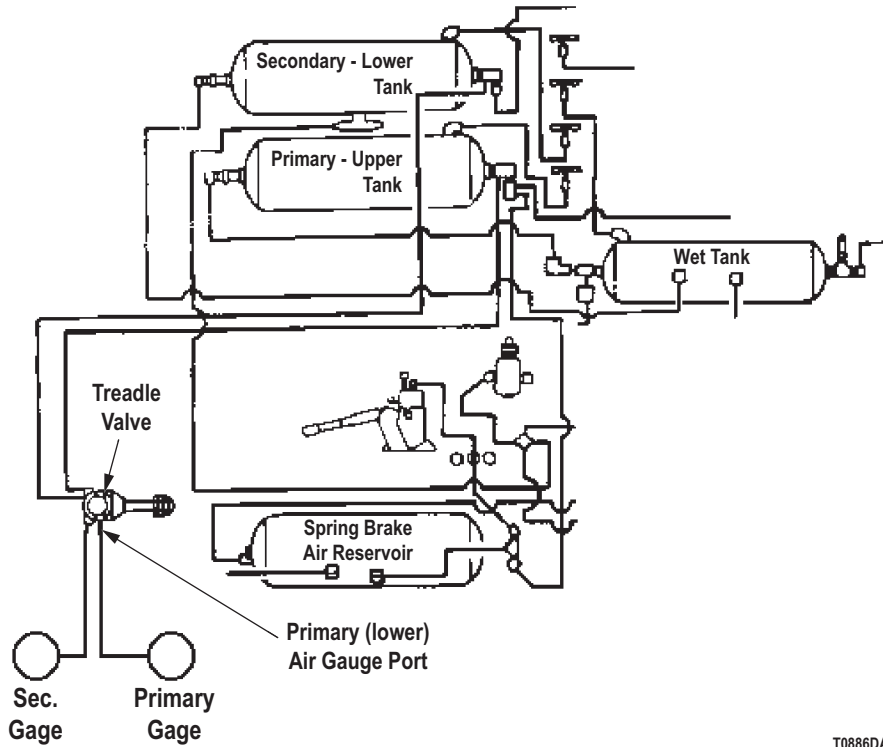 Secondary - Lower
Tank
Primary - Upper
Tank
Wet Tank
Treadle
Valve
Spring Brake
Air Reservoir
Primary (lower)
Air Gauge Port
Sec.
Gage
Primary
Gage
T0886DA